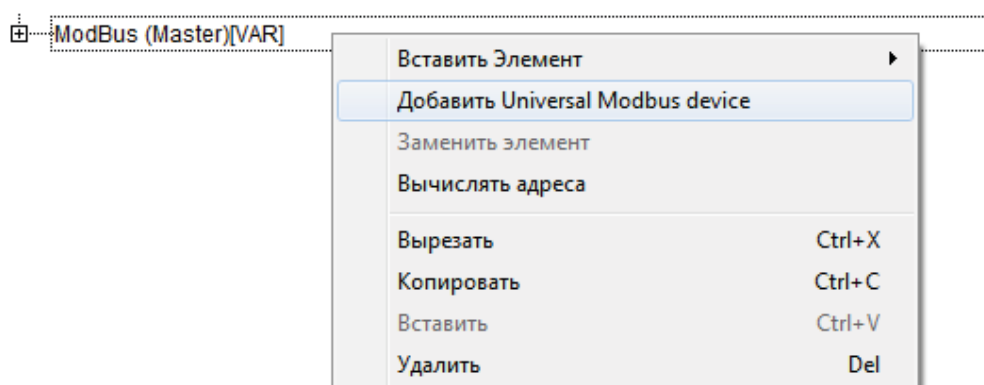 ModBus (Master)[VAR]
Вставить Элемент
Добавить Universal Modbus device
Заменить элемент
Вычислять адреса
Вырезать Ctrl+X
Копировать Ctrl+C
Вставить Ctrl+V
Удалить Del